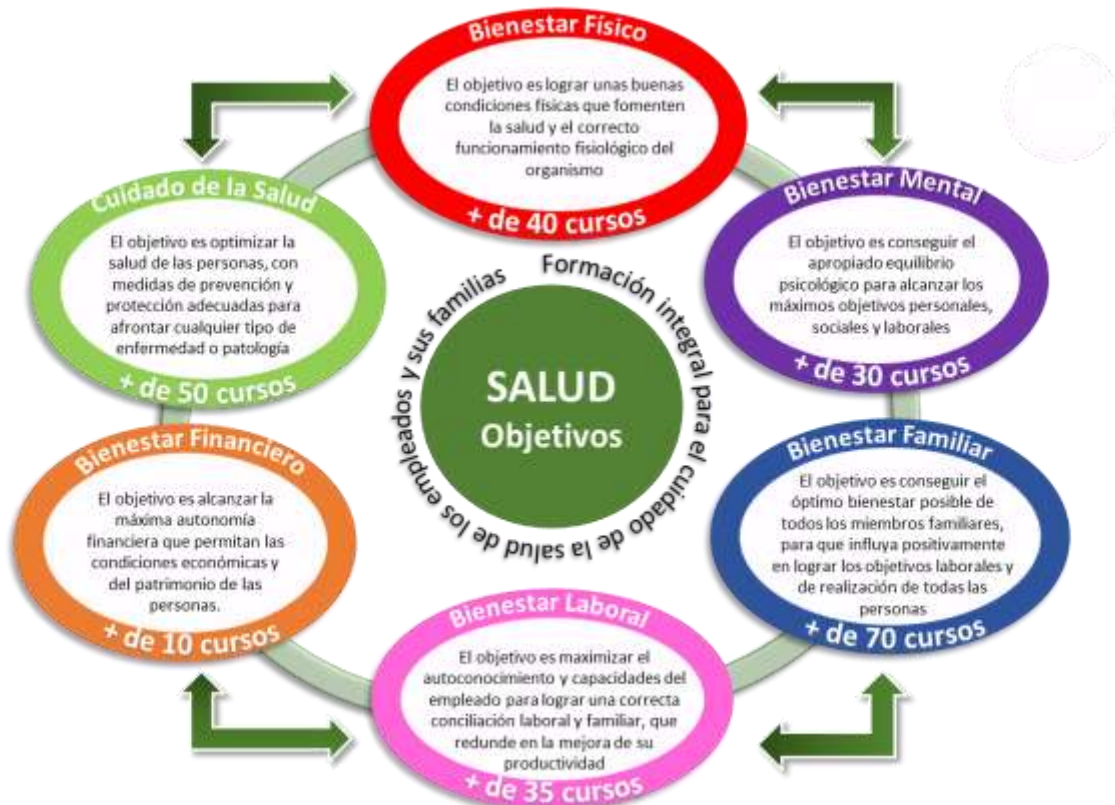 Bienestar Físico
El objetivo es lograr unas buenas
condiciones físicas que fomenten
la salud y el correcto
funcionamiento fisiológico del
organismo
+ de 40 cursos
Cuidado de la Salud
El objetivo es optimizar la
salud de las personas, con
medidas de prevención y
protección adecuadas para
afrontar cualquier tipo de
enfermedad o patología
+ de 50 cursos
Bienestar Mental
El objetivo es conseguir el
apropiado equilibrio
psicológico para alcanzar los
máximos objetivos personales,
sociales y laborales
+ de 30 cursos
Formación integral para el cuidado de la salud de los empleados y sus familias
SALUD
Objetivos
Bienestar Financiero
El objetivo es alcanzar la
máxima autonomía
financiera que permitan las
condiciones económicas y
del patrimonio de las
personas.
+ de 10 cursos
Bienestar Familiar
El objetivo es conseguir el
óptimo bienestar posible de
todos los miembros familiares,
para que influya positivamente
en lograr los objetivos laborales y
de realización de todas las
personas
+ de 70 cursos
Bienestar Laboral
El objetivo es maximizar el
autoconocimiento y capacidades del
empleado para lograr una correcta
conciliación laboral y familiar, que
redunde en la mejora de su
productividad
+ de 35 cursos